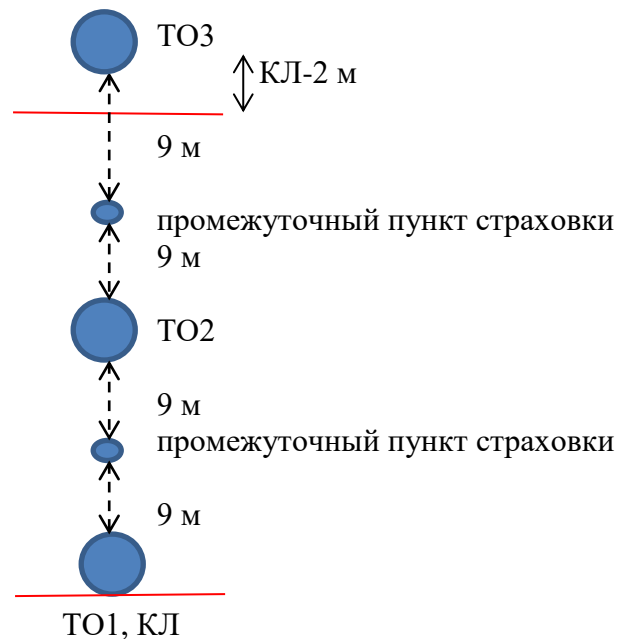 ТО3
КЛ-2 м
9 м
промежуточный пункт страховки
9 м
ТО2
9 м
промежуточный пункт страховки
9 м
ТО1, КЛ